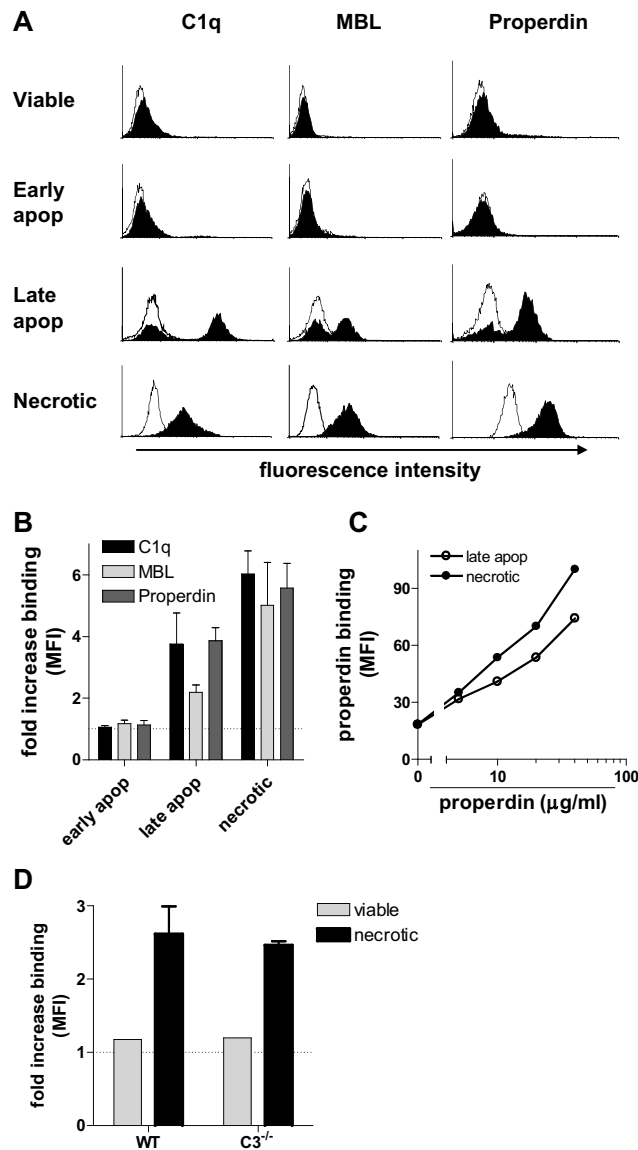 A
C1q MBL Properdin
Viable
Early
apop
Late
apop
Necrotic
fluorescence intensity
B
fold increase binding
(MFI)
C1q
MBL
Properdin
6
4
2
0
early apop late apop necrotic
C
properdin binding
(MFI)
late apop
necrotic
90
60
30
0
0 10 100
properdin (μg/ml)
D
fold increase binding
(MFI)
viable
necrotic
3
2
1
0
WT C3-/-